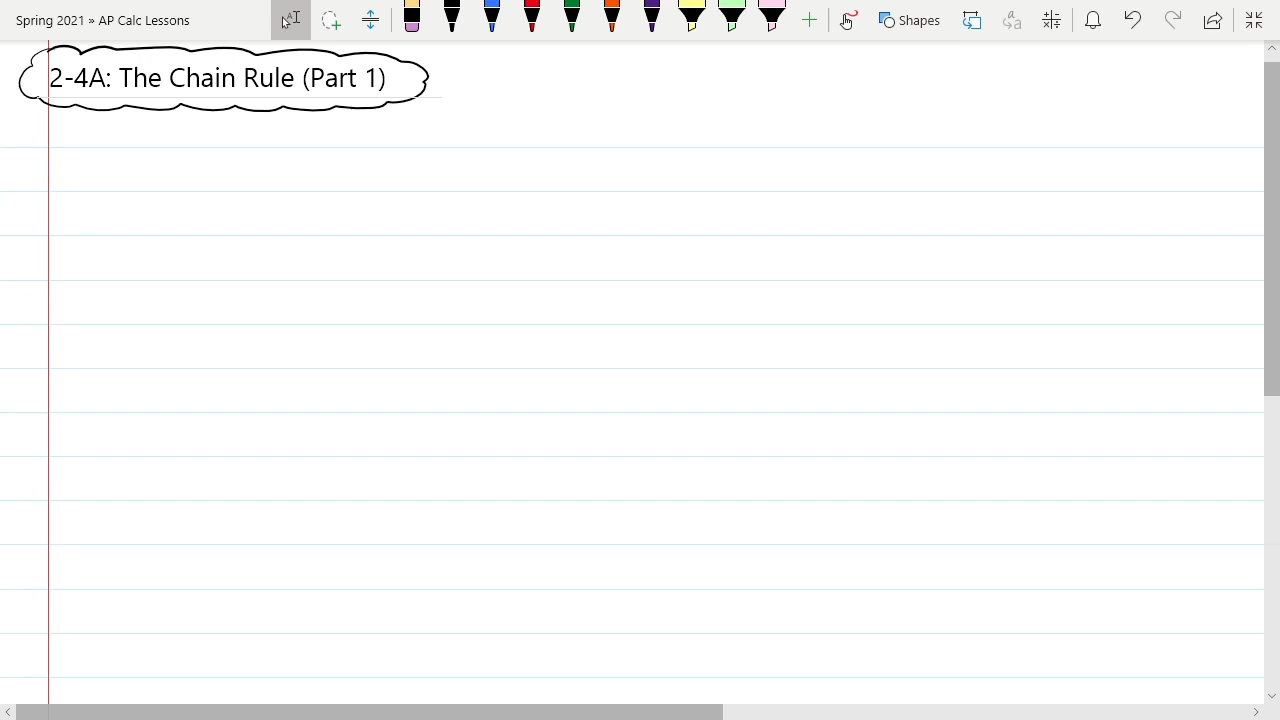 Spring 2021 » AP Calc Lessons
Shapes
2-4A: The Chain Rule (Part 1)